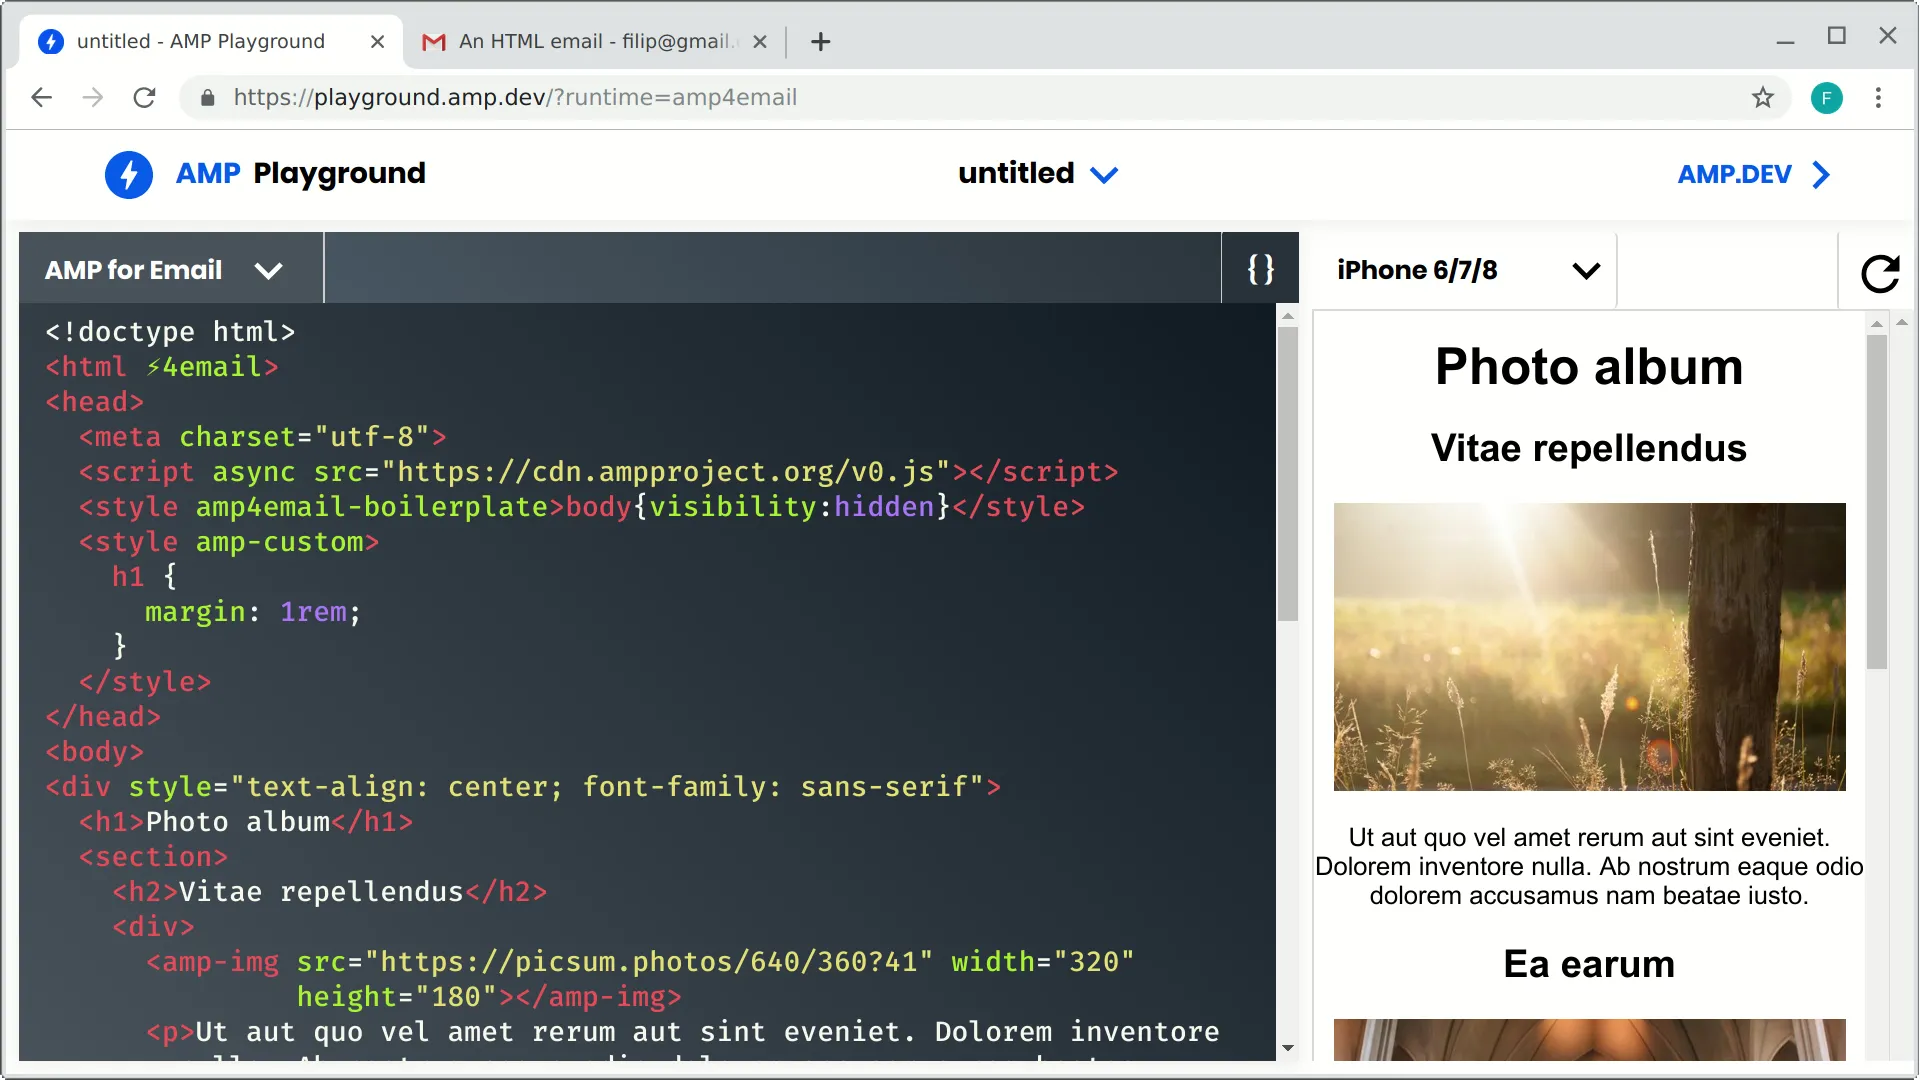 untitled - AMP Playground
An HTML email - filip@gmail.
https://playground.amp.dev/?runtime=amp4email
F
AMP Playground
untitled
AMP.DEV
AMP for Email
{}
iPhone 6/7/8
<!doctype html>
<html ⚡4email>
<head>
<meta charset="utf-8">
<script async src="https://cdn.ampproject.org/v0.js"></script>
<style amp4email-boilerplate>body{visibility:hidden}</style>
<style amp-custom>
h1 {
margin: 1rem;
}
</style>
</head>
<body>
<div style="text-align: center; font-family: sans-serif">
<h1>Photo album</h1>
<section>
<h2>Vitae repellendus</h2>
<div>
<amp-img src="https://picsum.photos/640/360?41" width="320"
height="180"></amp-img>
<p>Ut aut quo vel amet rerum aut sint eveniet. Dolorem inventore
Photo album
Vitae repellendus
Ut aut quo vel amet rerum aut sint eveniet.
Dolorem inventore nulla. Ab nostrum eaque odio
dolorem accusamus nam beatae iusto.
Ea earum